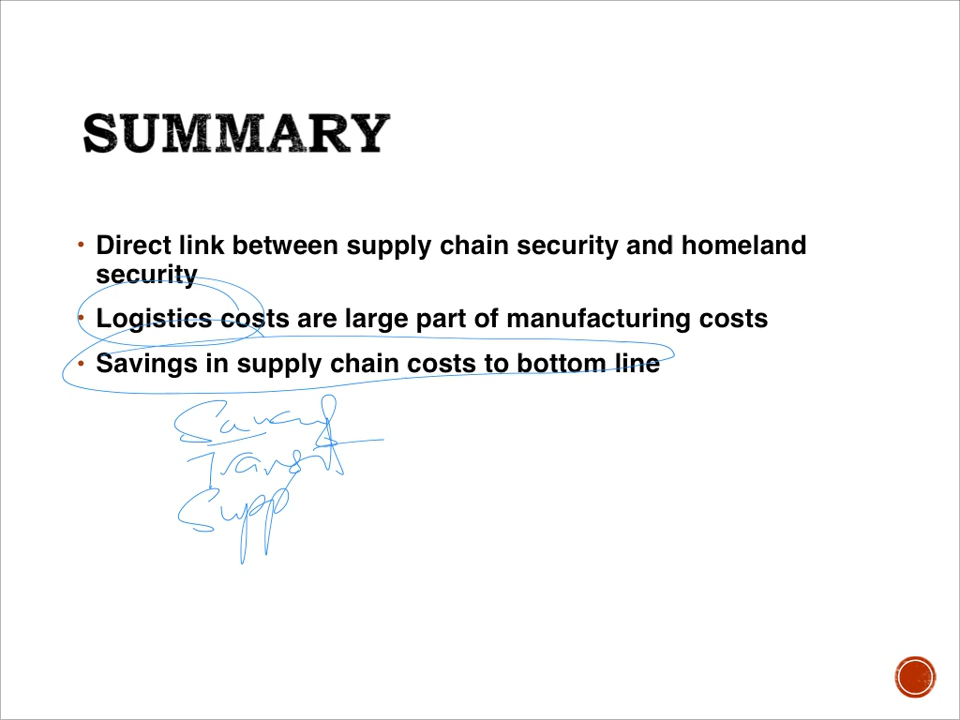 SUMMARY
• Direct link between supply chain security and homeland
security
• Logistics costs are large part of manufacturing costs
• Savings in supply chain costs to bottom line
Supp